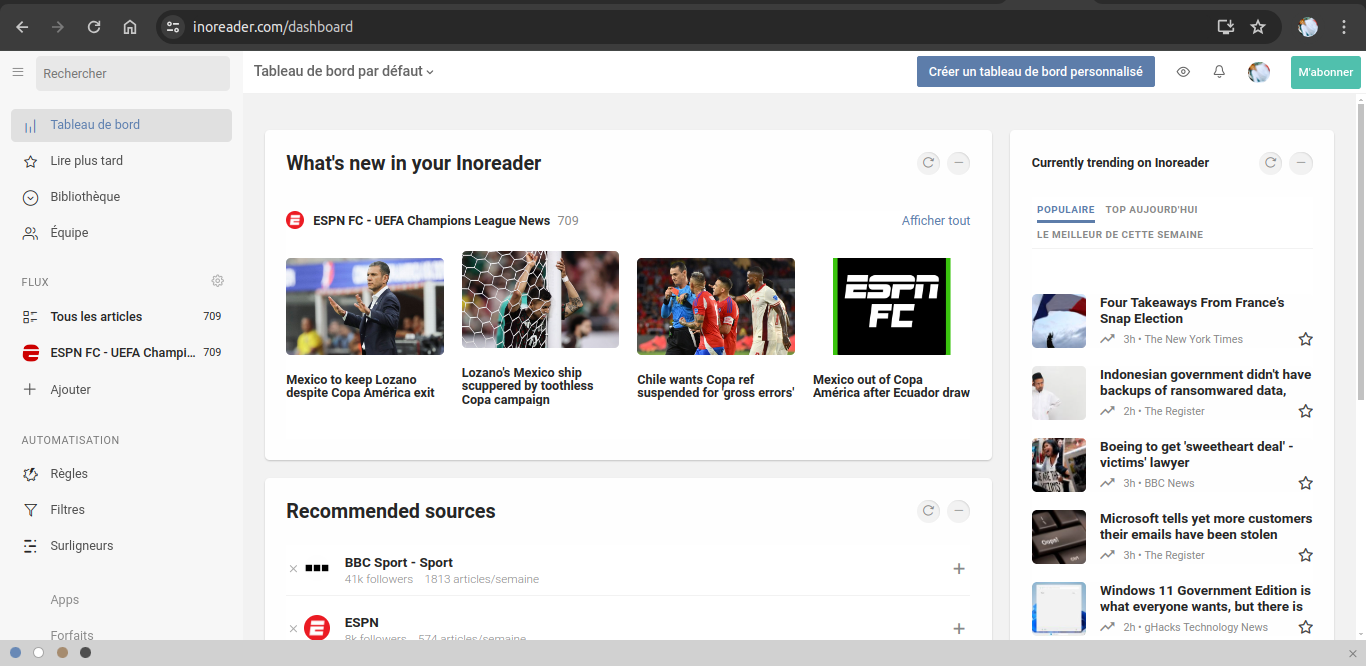 inoreader.com/dashboard
Rechercher
Tableau de bord par défaut
Créer un tableau de bord personnalisé
M'abonner
Tableau de bord
Lire plus tard
Bibliothèque
Équipe
FLUX
Tous les articles 709
ESPN FC - UEFA Champi... 709
Ajouter
AUTOMATISATION
Règles
Filtres
Surligneurs
Apps
Forfaits
What's new in your Inoreader
ESPN FC - UEFA Champions League News 709
Afficher tout
ESPN
FC
Mexico to keep Lozano
despite Copa América exit
Lozano's Mexico ship
scuppered by toothless
Copa campaign
Chile wants Copa ref
suspended for 'gross errors'
Mexico out of Copa
América after Ecuador draw
Recommended sources
BBC Sport - Sport
41k followers 1813 articles/semaine
ESPN
8k followers 574 articles/semaine
Currently trending on Inoreader
POPULAIRE TOP AUJOURD'HUI
LE MEILLEUR DE CETTE SEMAINE
Four Takeaways From France's
Snap Election
3h • The New York Times
Indonesian government didn't have
backups of ransomwared data,
2h • The Register
Boeing to get 'sweetheart deal' -
victims' lawyer
3h • BBC News
Oops!
Microsoft tells yet more customers
their emails have been stolen
3h • The Register
Windows 11 Government Edition is
what everyone wants, but there is
2h • gHacks Technology News